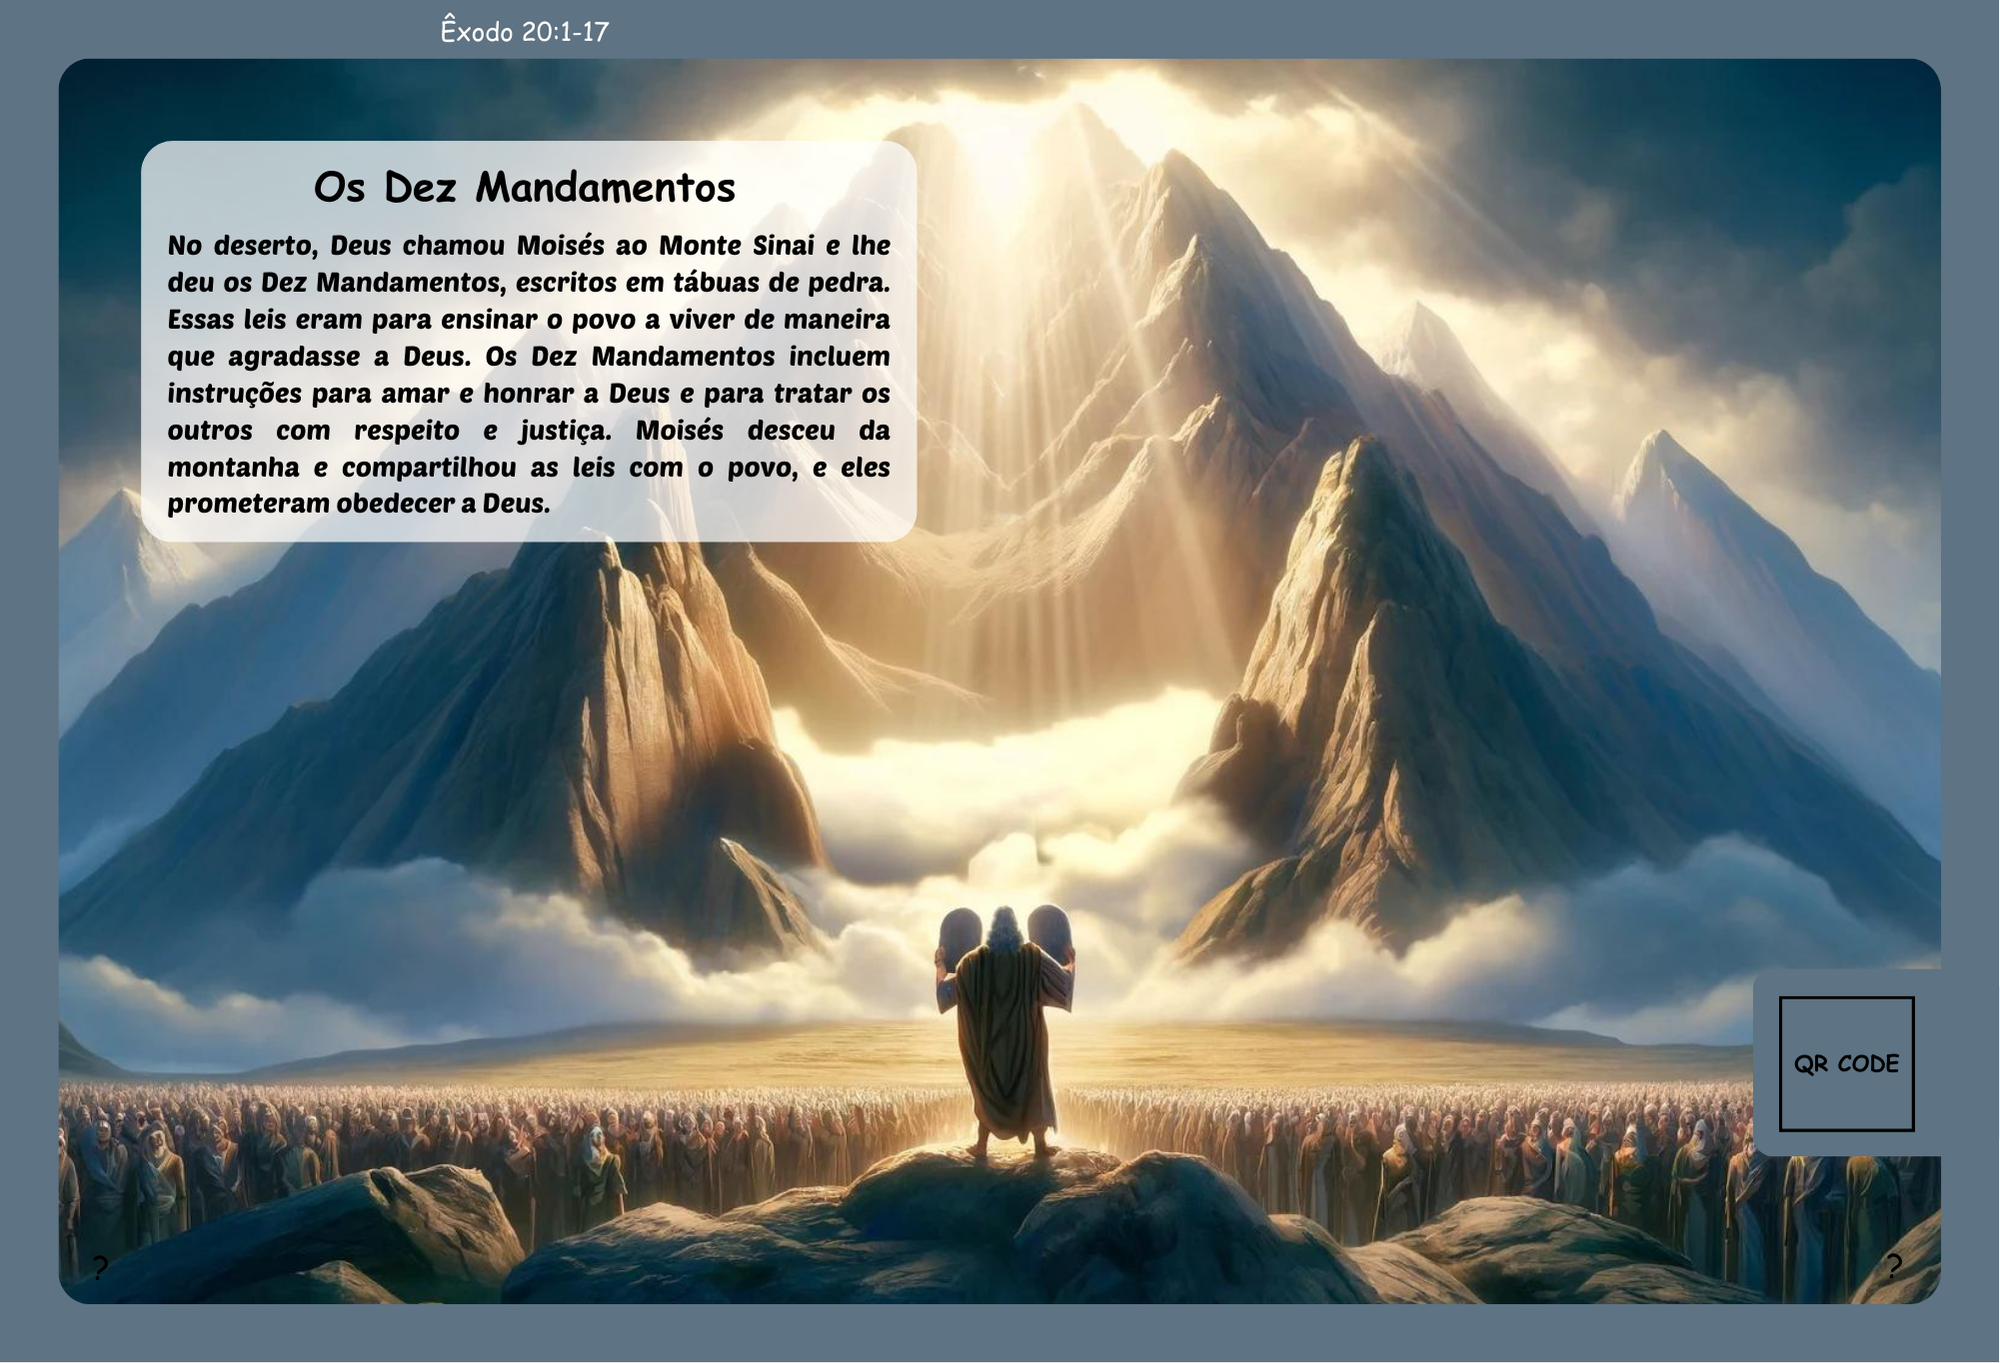 Êxodo 20:1-17
Os Dez Mandamentos
No deserto, Deus chamou Moisés ao Monte Sinai e lhe
deu os Dez Mandamentos, escritos em tábuas de pedra.
Essas leis eram para ensinar o povo a viver de maneira
que agradasse a Deus. Os Dez Mandamentos incluem
instruções para amar e honrar a Deus e para tratar os
outros com respeito e justiça. Moisés desceu da
montanha e compartilhou as leis com o povo, e eles
prometeram obedecer a Deus.
QR CODE
?
?